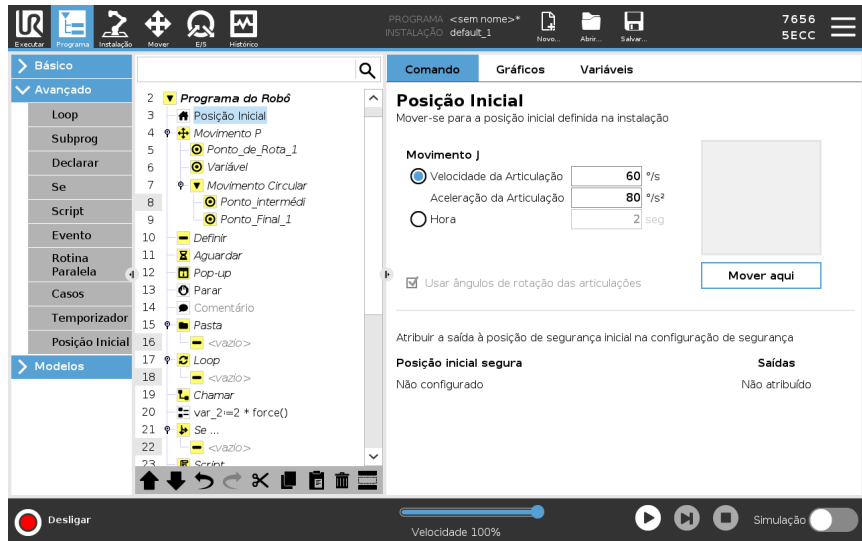 UR
PROGRAMA <sem nome>*
INSTALAÇÃO default_1
7656
5ECC
Executar Programa Instalação Mover E/S Histórico
Novo... Abrir... Salvar...
Básico
Avançado
Loop
Subprog
Declarar
Se
Script
Evento
Rotina
Paralela
Casos
Temporizador
Posição Inicial
Modelos
2 Programa do Robô
3 Posição Inicial
4 Movimento P
5 Ponto_de_Rota_1
6 Variável
7 Movimento Circular
8 Ponto_intermédi
9 Ponto_Final_1
10 Definir
11 Aguardar
12 Pop-up
13 Parar
14 Comentário
15 Pasta
16 <vazio>
17 Loop
18 <vazio>
19 Chamar
20 var_2:=2 * force()
21 Se ...
22 <vazio>
23 Script
Comando Gráficos Variáveis
Posição Inicial
Mover-se para a posição inicial definida na instalação
Movimento J
Velocidade da Articulação 60 °/s
Aceleração da Articulação 80 °/s²
Hora 2 seg
Usar ângulos de rotação das articulações
Mover aqui
Atribuir a saída à posição de segurança inicial na configuração de segurança
Posição inicial segura Saídas
Não configurado Não atribuído
Desligar
Velocidade 100%
Simulação